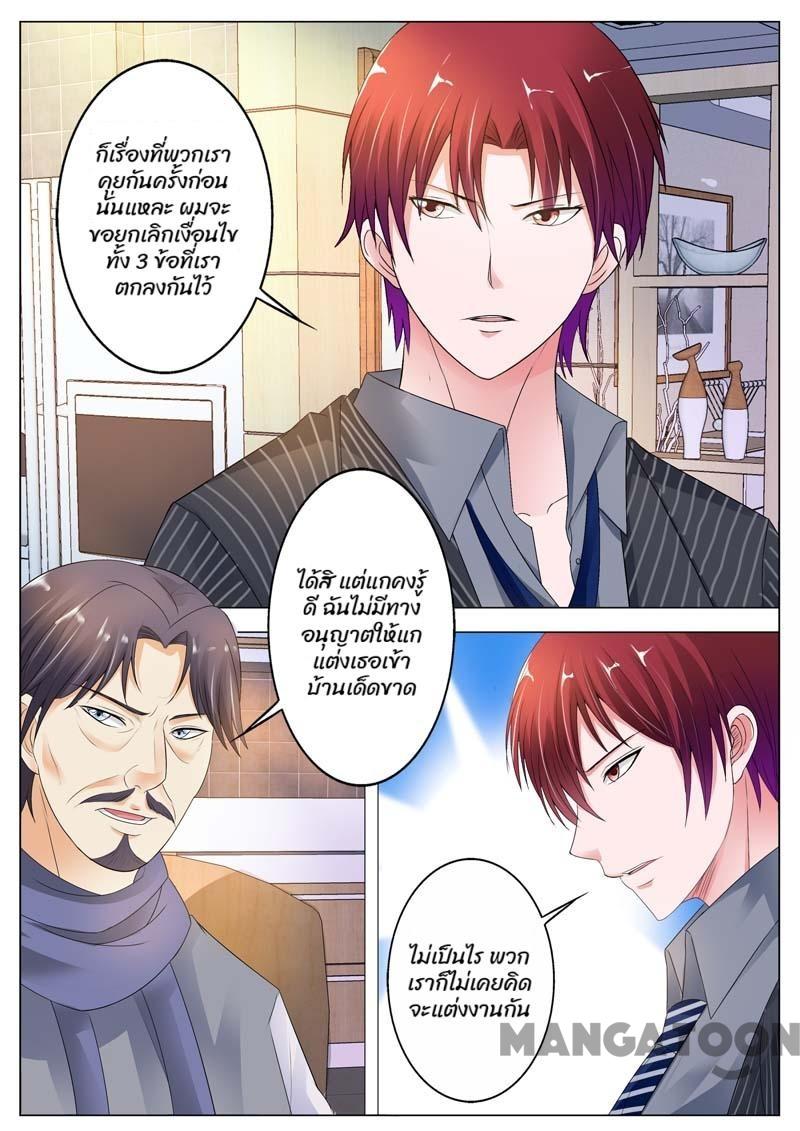 ก็เรื่องที่พวกเรา
คุยกันครั้งก่อน
นั่นแหละ ผมจะ
ขอยกเลิกเงื่อนไข
ทั้ง 3 ข้อที่เรา
ตกลงกันไว้
ได้สิ แต่แกคงรู้
ดี ฉันไม่มีทาง
อนุญาตให้แก
แต่งเธอเข้า
บ้านเด็ดขาด
ไม่เป็นไร พวก
เราก็ไม่เคยคิด
จะแต่งงานกัน
MANGATOON